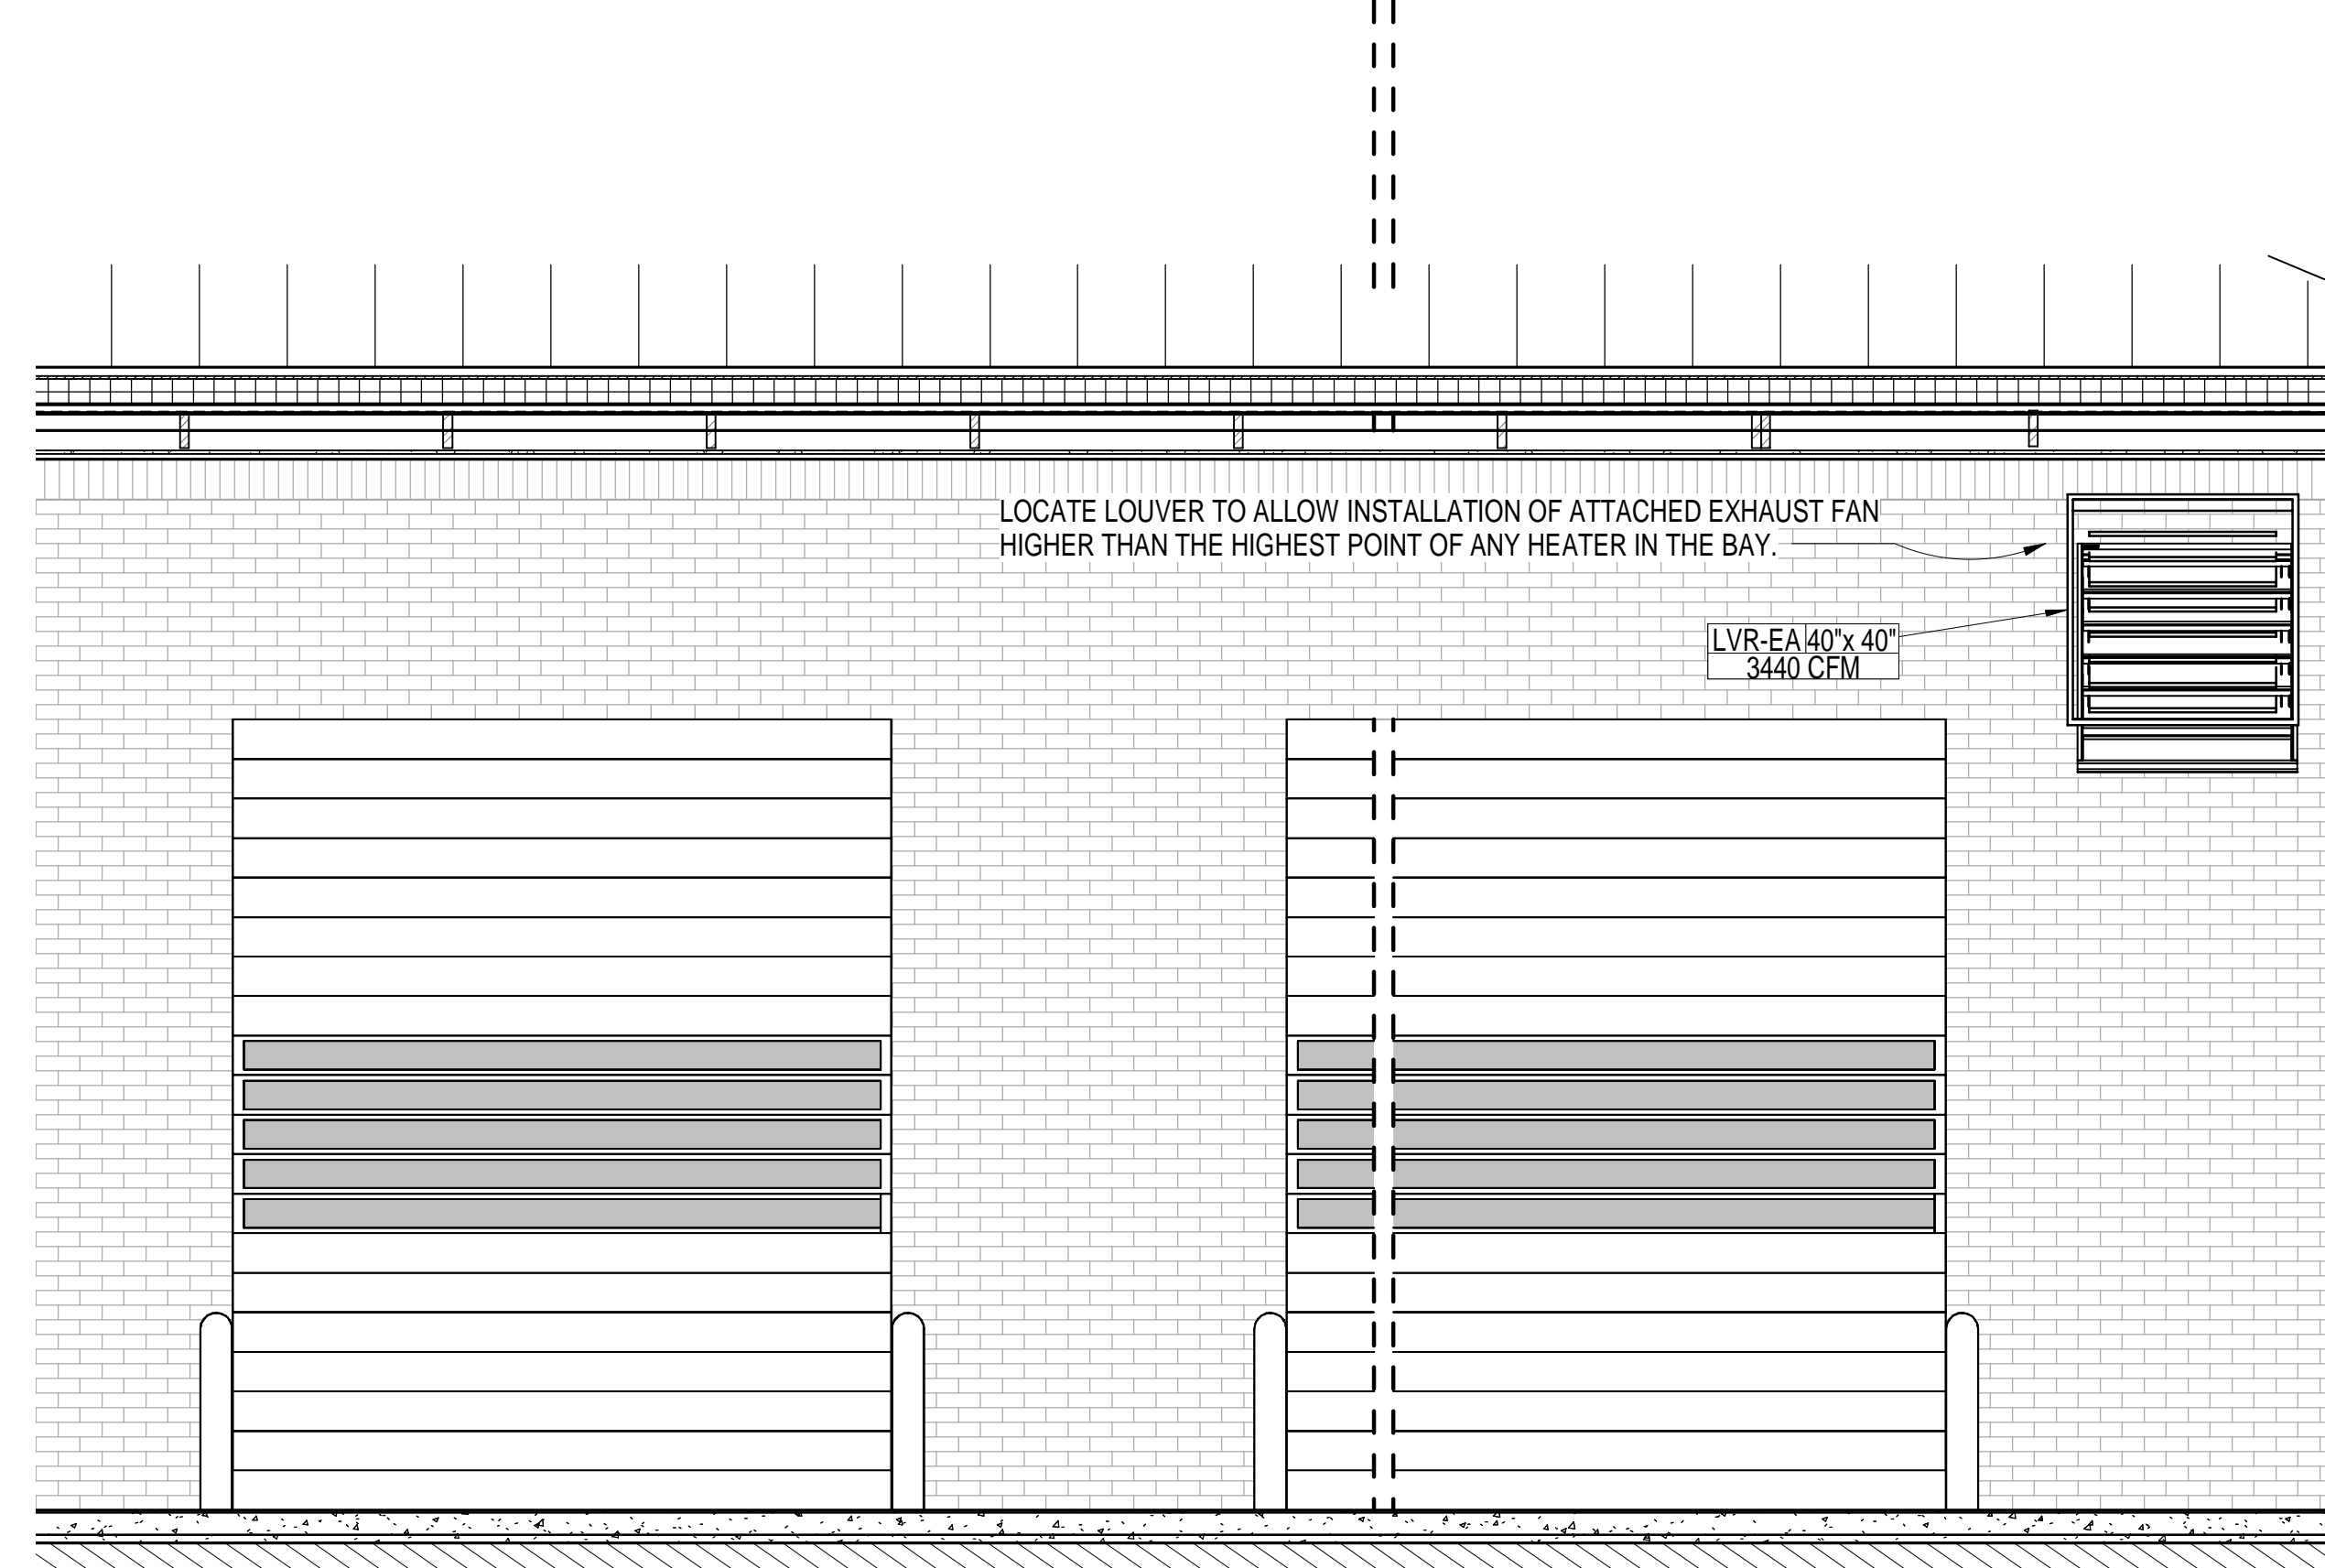 LOCATE LOUVER TO ALLOW INSTALLATION OF ATTACHED EXHAUST FAN
HIGHER THAN THE HIGHEST POINT OF ANY HEATER IN THE BAY.
LVR-EA 40"x 40"
3440 CFM